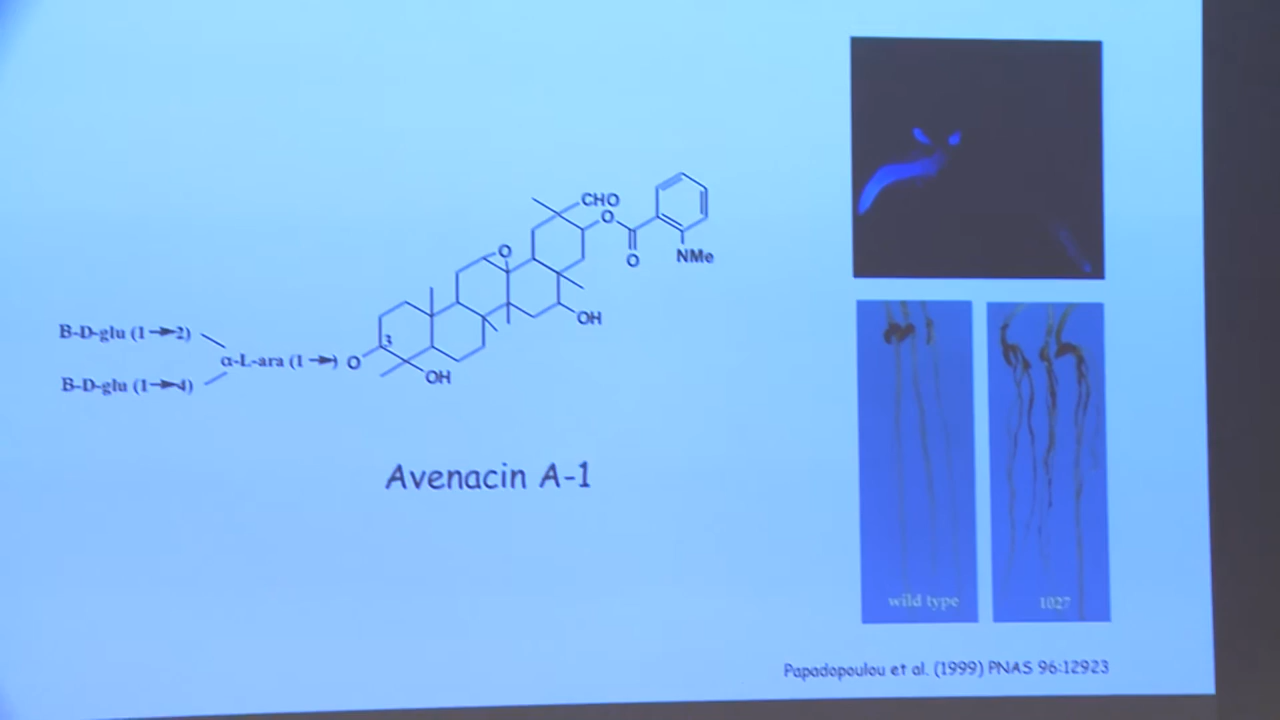 CHO
O
O
O
NMe
OH
B-D-glu (1→2)
α-L-ara (1→)
O
3
B-D-glu (1→4)
OH
Avenacin A-1
wild type
1027
Papadopoulou et al. (1999) PNAS 96:12923